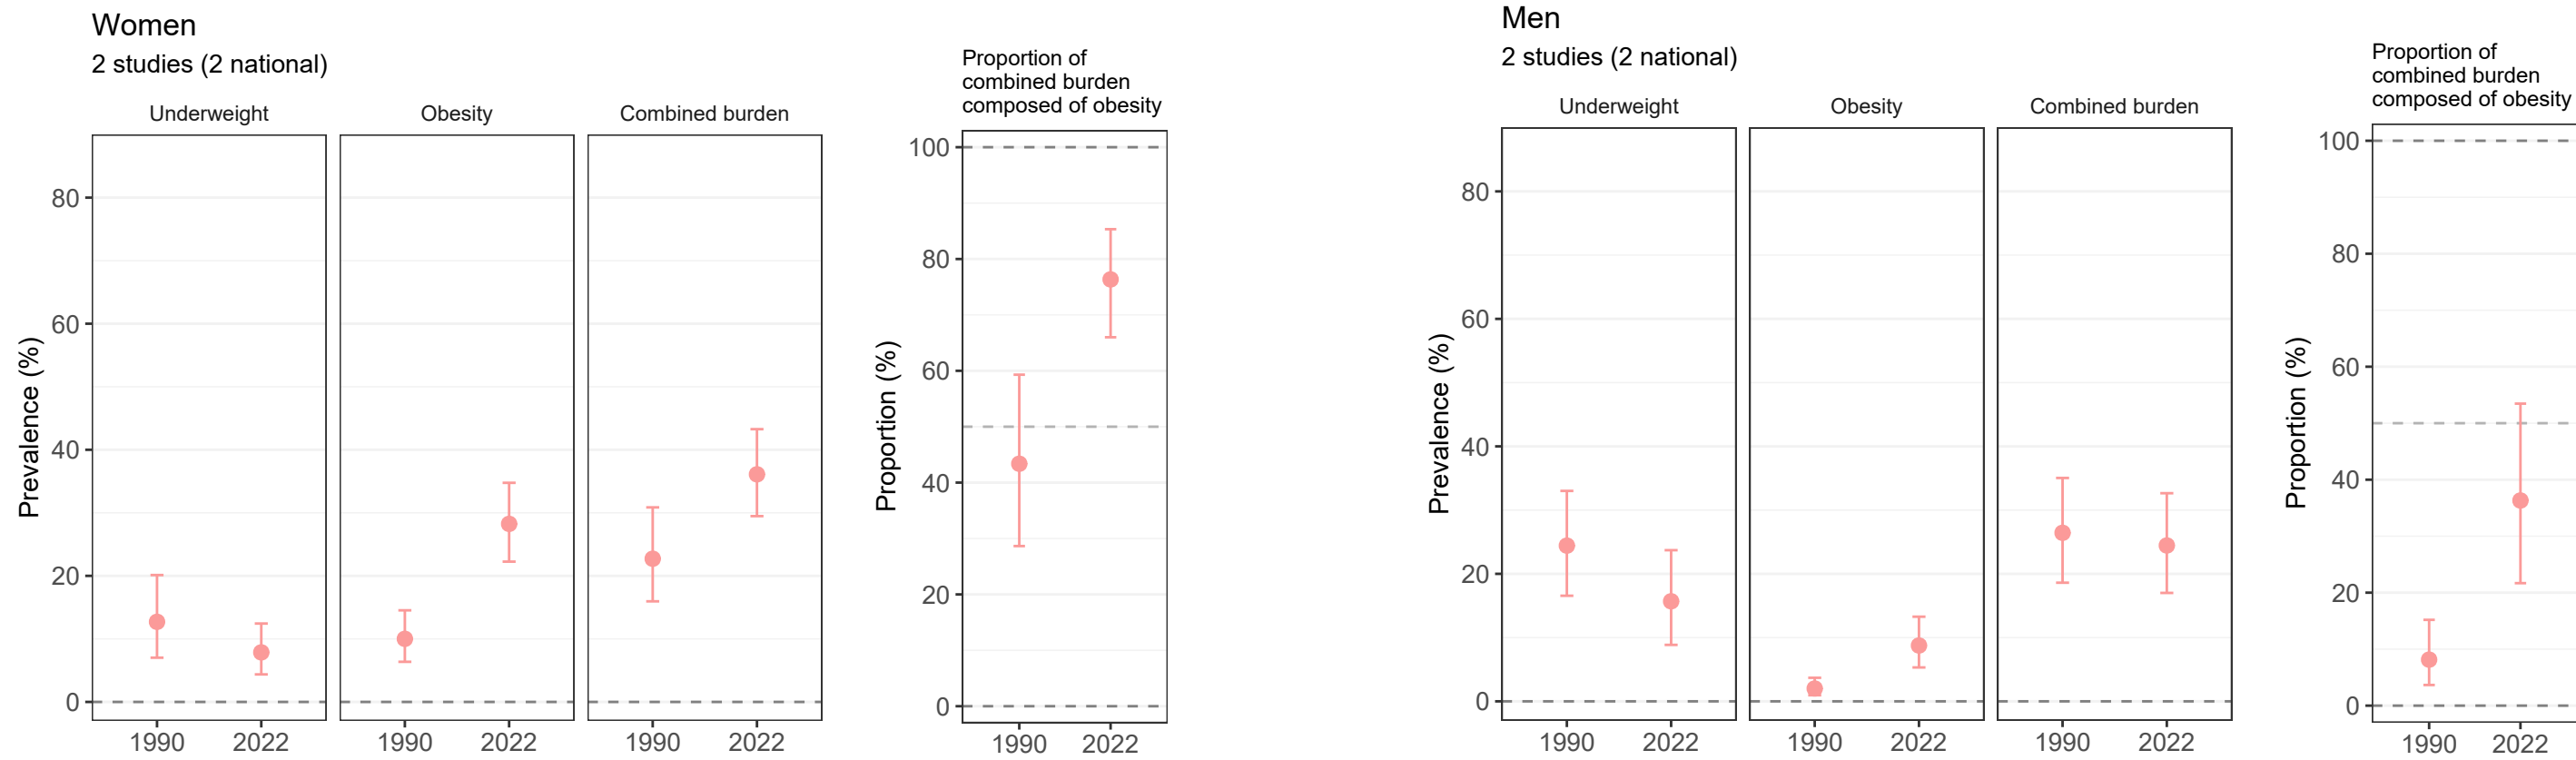 Women
2 studies (2 national)
Underweight
Obesity
Combined burden
Prevalence (%)
80
60
40
20
0
1990 2022
1990 2022
1990 2022
Proportion of
combined burden
composed of obesity
Proportion (%)
100
80
60
40
20
0
1990 2022
Men
2 studies (2 national)
Underweight
Obesity
Combined burden
Prevalence (%)
80
60
40
20
0
1990 2022
1990 2022
1990 2022
Proportion of
combined burden
composed of obesity
Proportion (%)
100
80
60
40
20
0
1990 2022